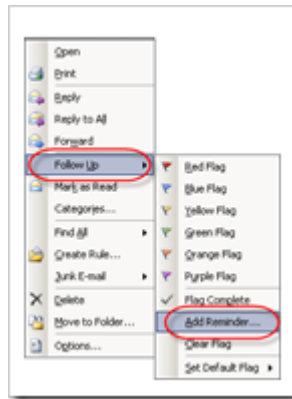 Open
Print
Reply
Reply to All
Forward
Follow Up
Mark as Read
Categories...
Find All
Create Rule...
Junk E-mail
Delete
Move to Folder...
Options...
Red Flag
Blue Flag
Yellow Flag
Green Flag
Orange Flag
Purple Flag
Flag Complete
Add Reminder...
Clear Flag
Set Default Flag